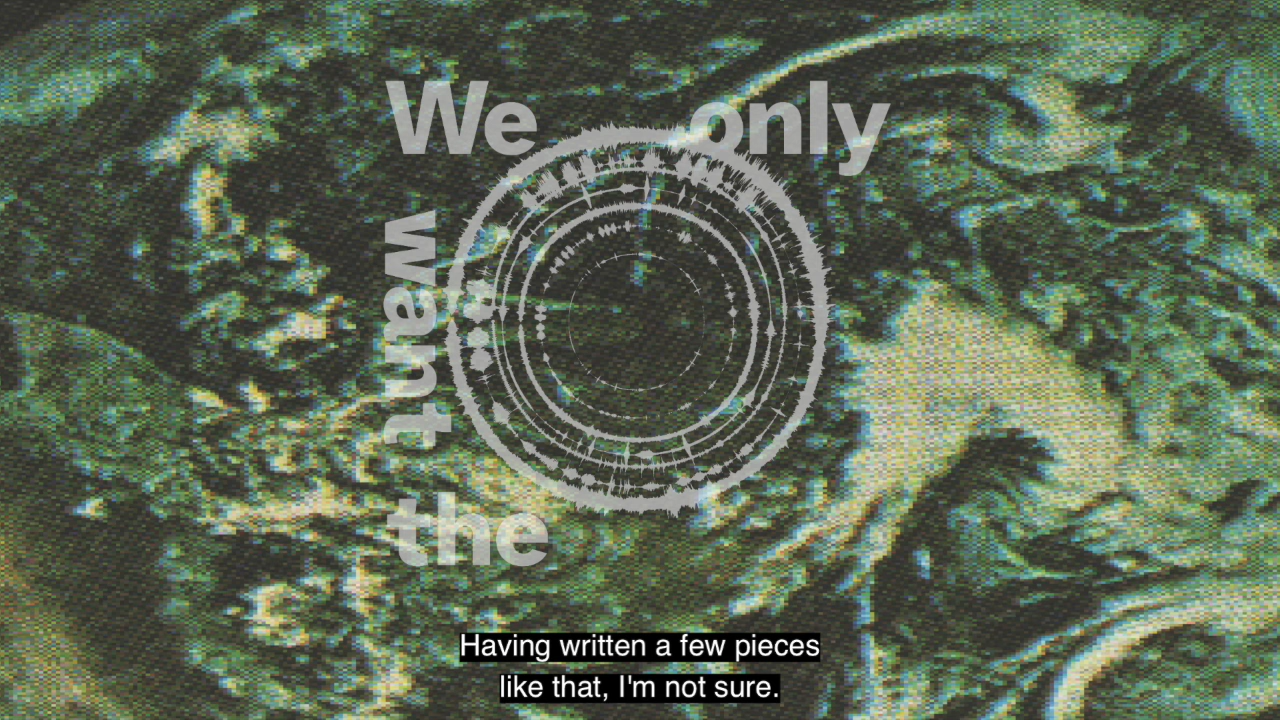 We only
want
the
Having written a few pieces
like that, I'm not sure.